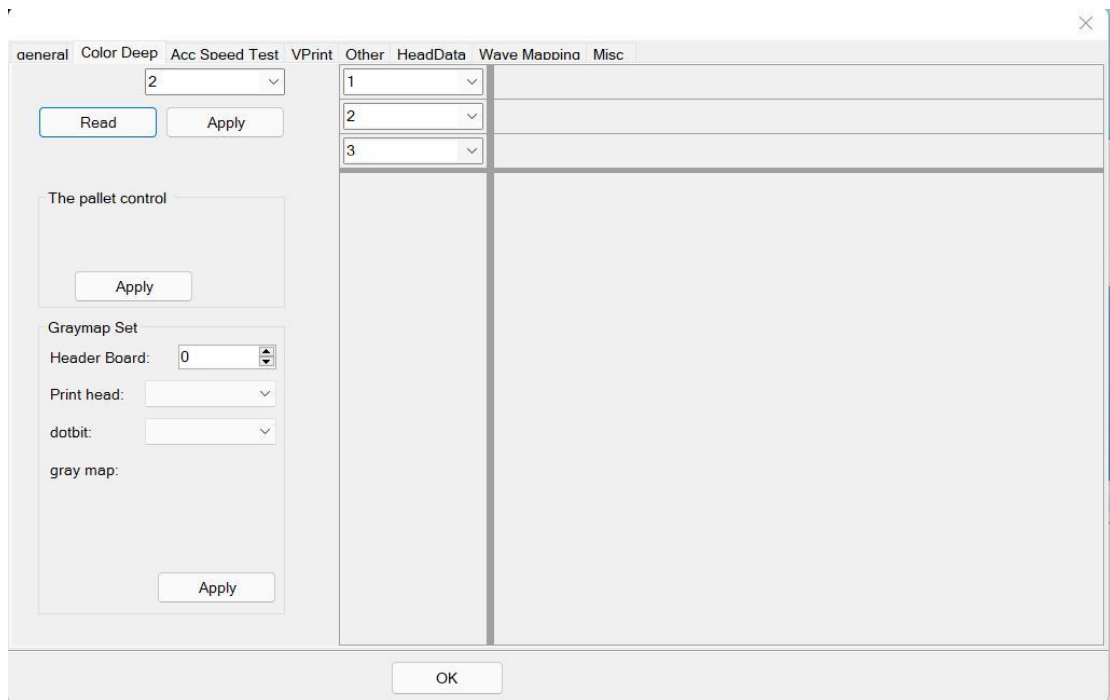 general Color Deep Acc Speed Test VPrint Other HeadData Wave Mapping Misc
2
1
Read Apply
2
3
The pallet control
Apply
Graymap Set
Header Board: 0
Print head:
dotbit:
gray map:
Apply
OK